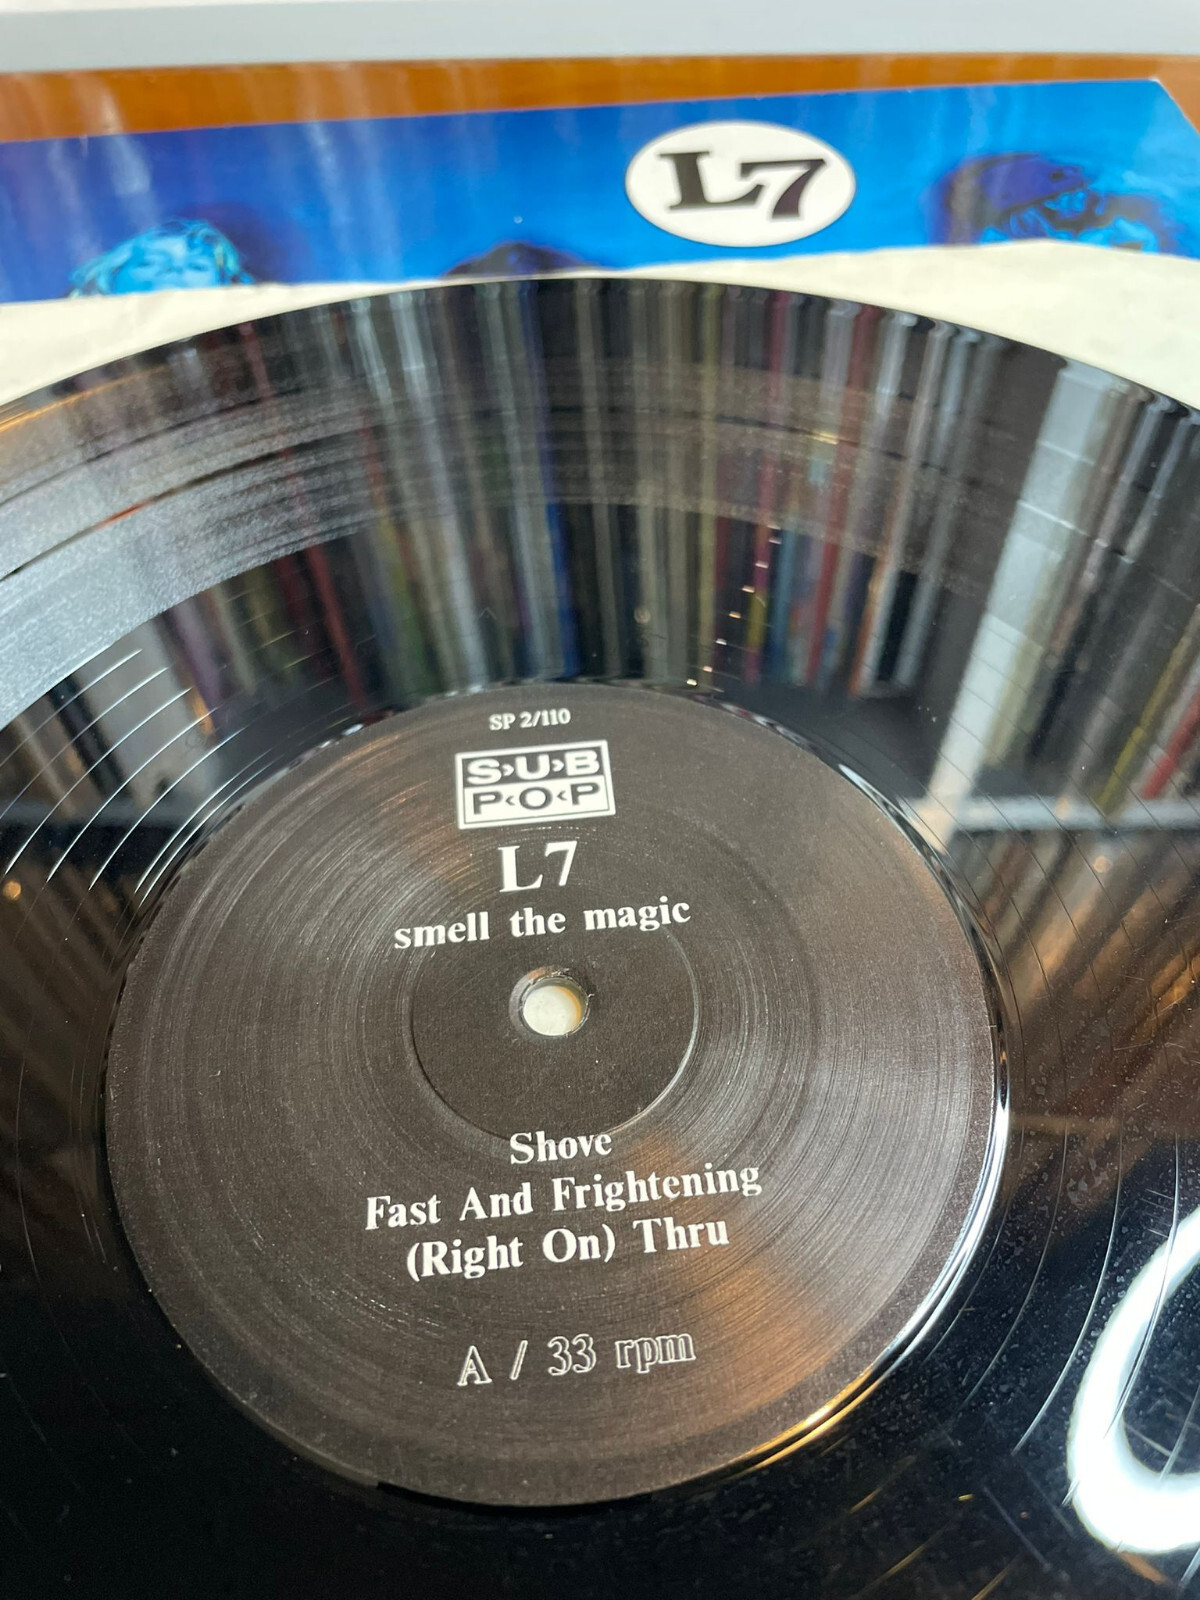 L7
SP 2/110
S›U›B
P‹O‹P
L7
smell the magic
Shove
Fast And Frightening
(Right On) Thru
A / 33 rpm